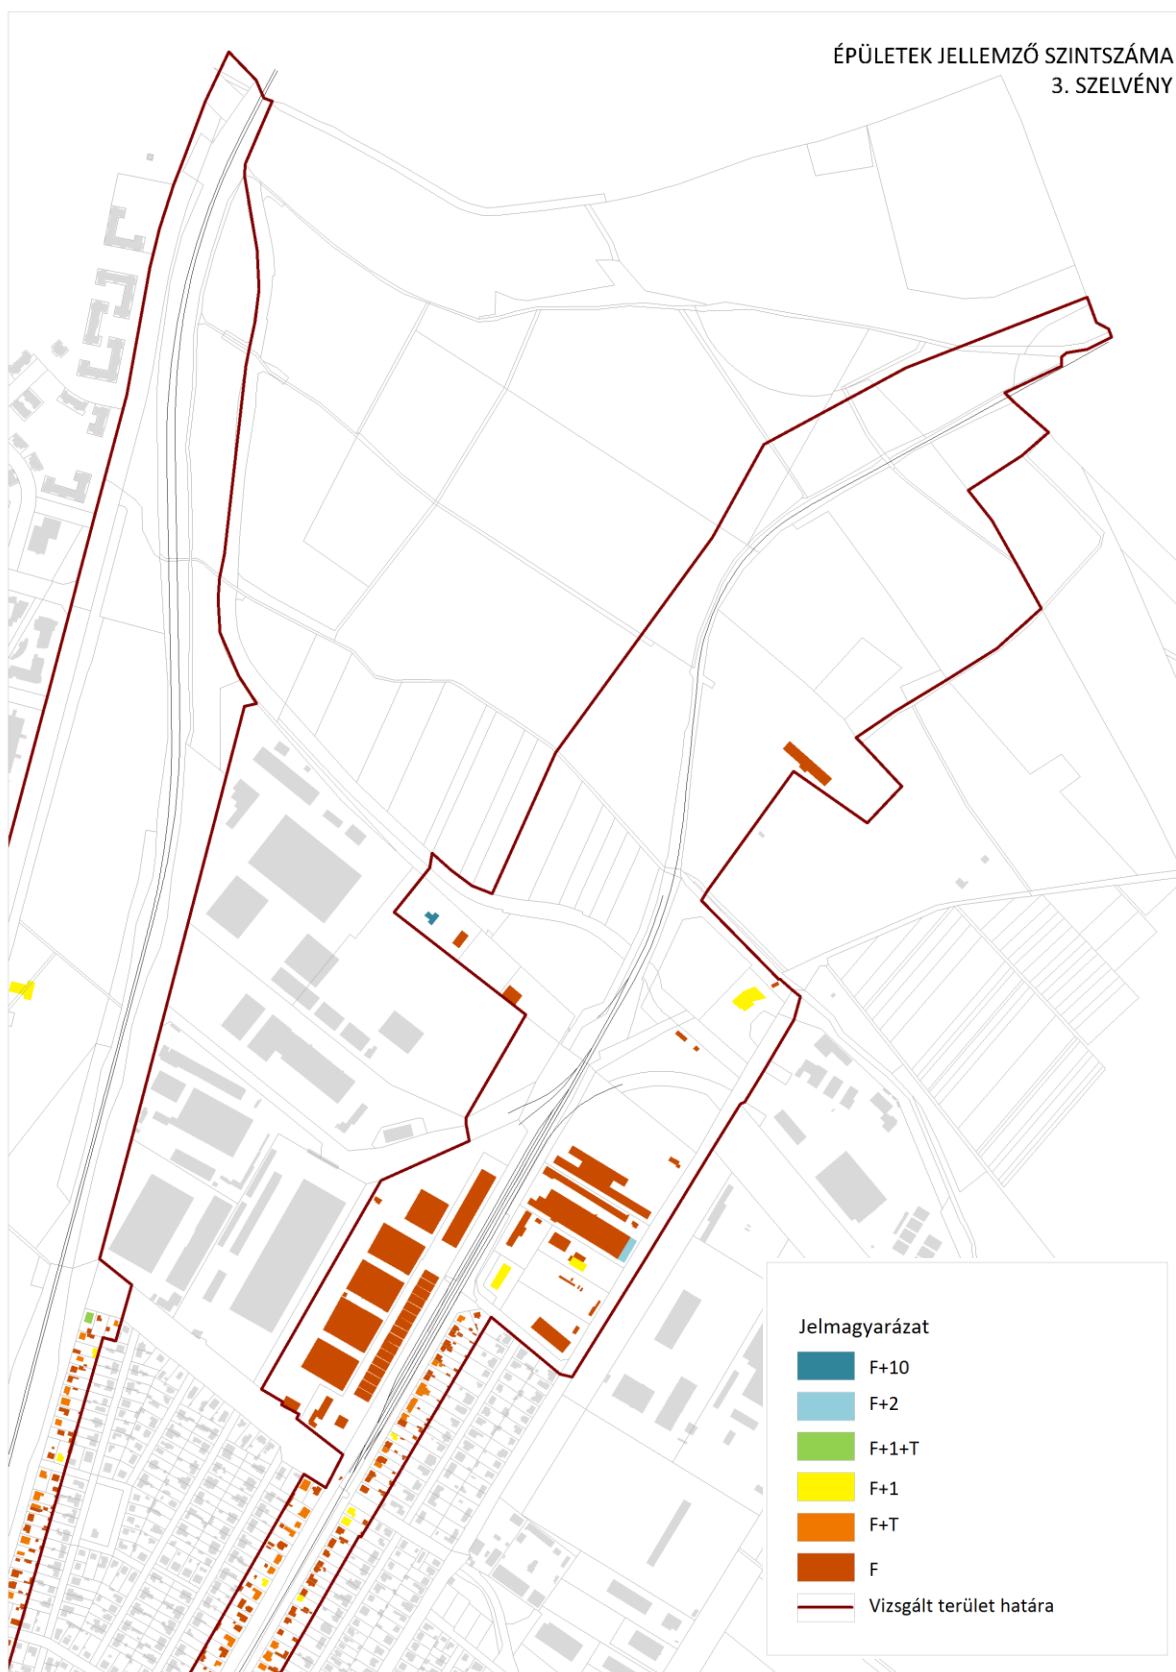 ÉPÜLETEK JELLEMZŐ SZINTSZÁMA
3. SZELVÉNY
Jelmagyarázat
F+10
F+2
F+1+T
F+1
F+T
F
Vizsgált terület határa